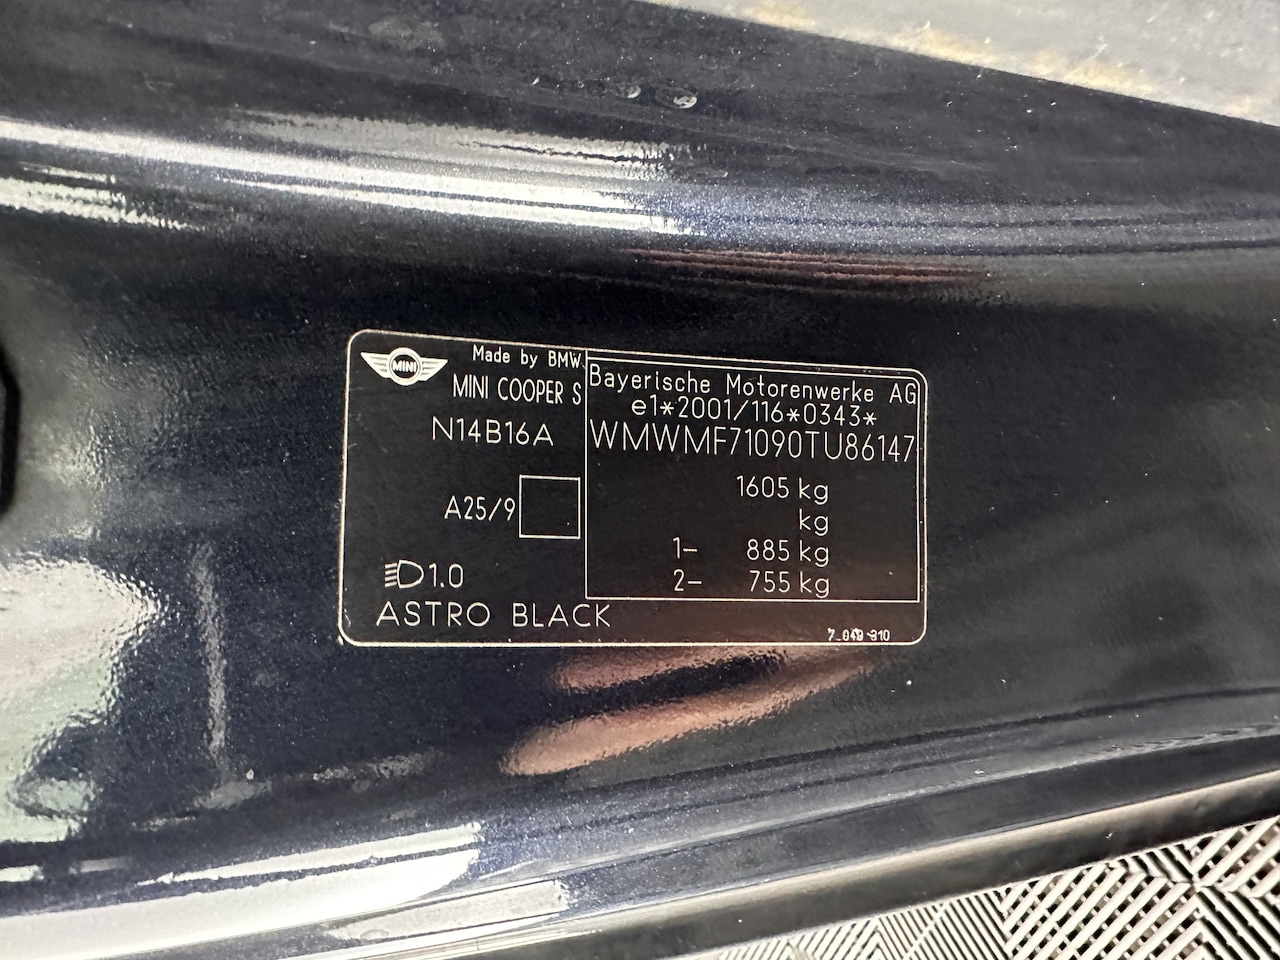 MINI
Made by BMW
MINI COOPER S
N14B16A
A25/9
1.0
ASTRO BLACK
Bayerische Motorenwerke AG
e1*2001/116*0343*
WMWMF71090TU86147
1605 kg
kg
1- 885 kg
2- 755 kg